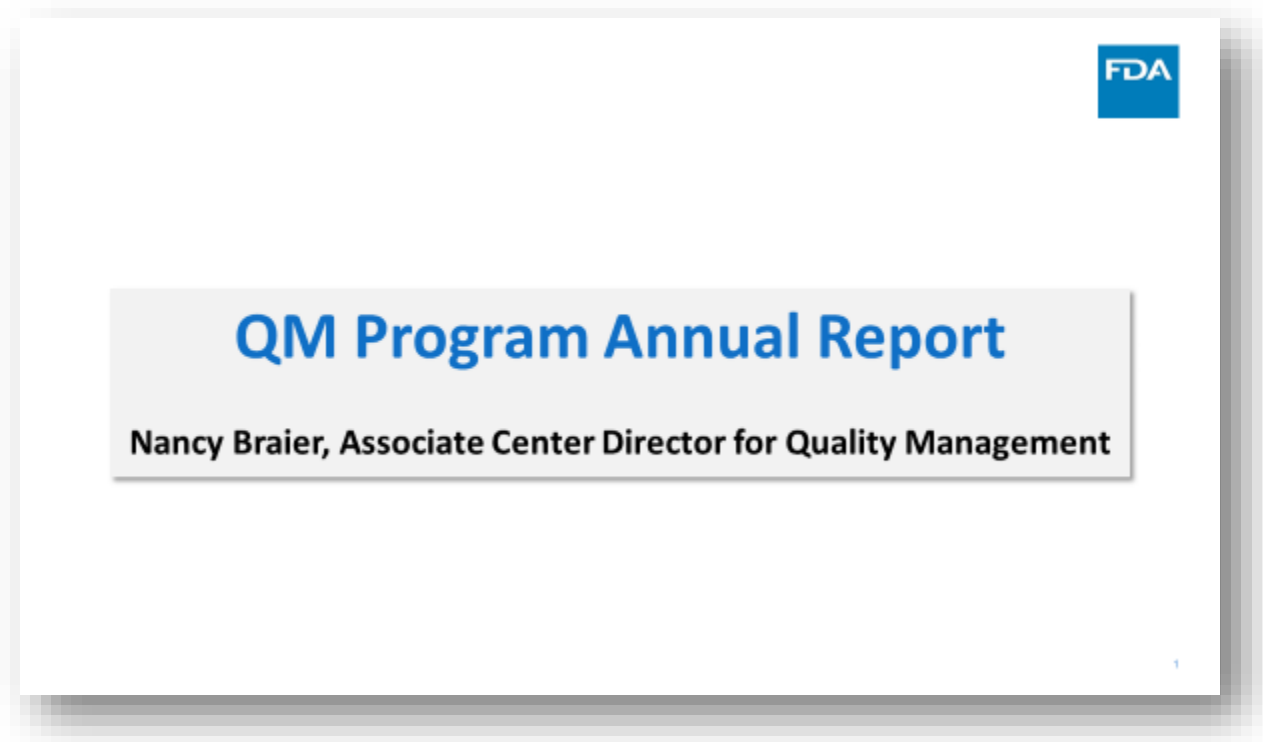 FDA
QM Program Annual Report
Nancy Braier, Associate Center Director for Quality Management
1